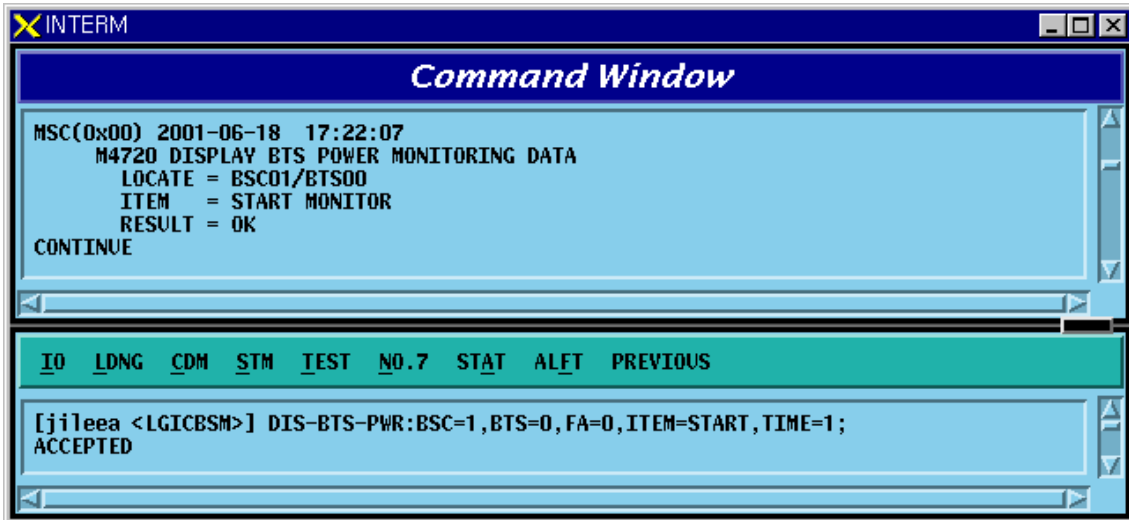 INTERM
Command Window
MSC(0x00) 2001-06-18  17:22:07
M4720 DISPLAY BTS POWER MONITORING DATA
LOCATE = BSC01/BTS00
ITEM   = START MONITOR
RESULT = OK
CONTINUE
IO LDNG CDM STM TEST NO.7 STAT ALFT PREVIOUS
[jileea <LGICBSM>] DIS-BTS-PWR:BSC=1,BTS=0,FA=0,ITEM=START,TIME=1;
ACCEPTED